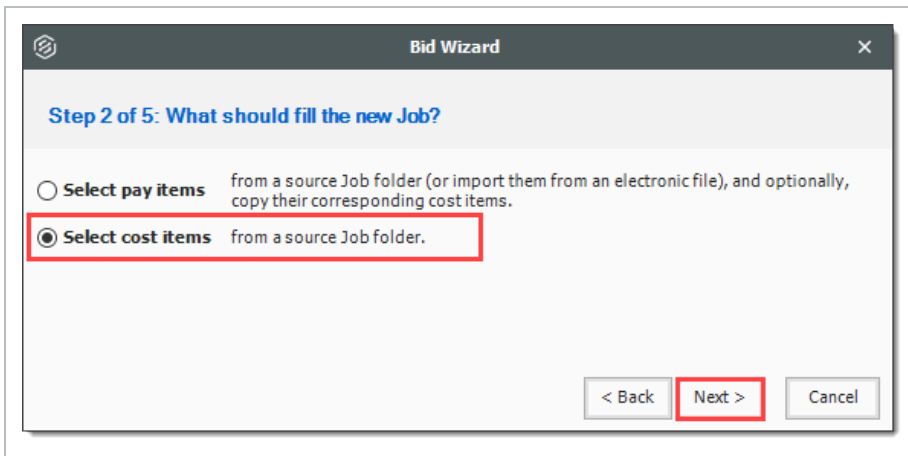 Bid Wizard
Step 2 of 5: What should fill the new Job?
Select pay items from a source Job folder (or import them from an electronic file), and optionally,
copy their corresponding cost items.
Select cost items from a source Job folder.
< Back Next > Cancel